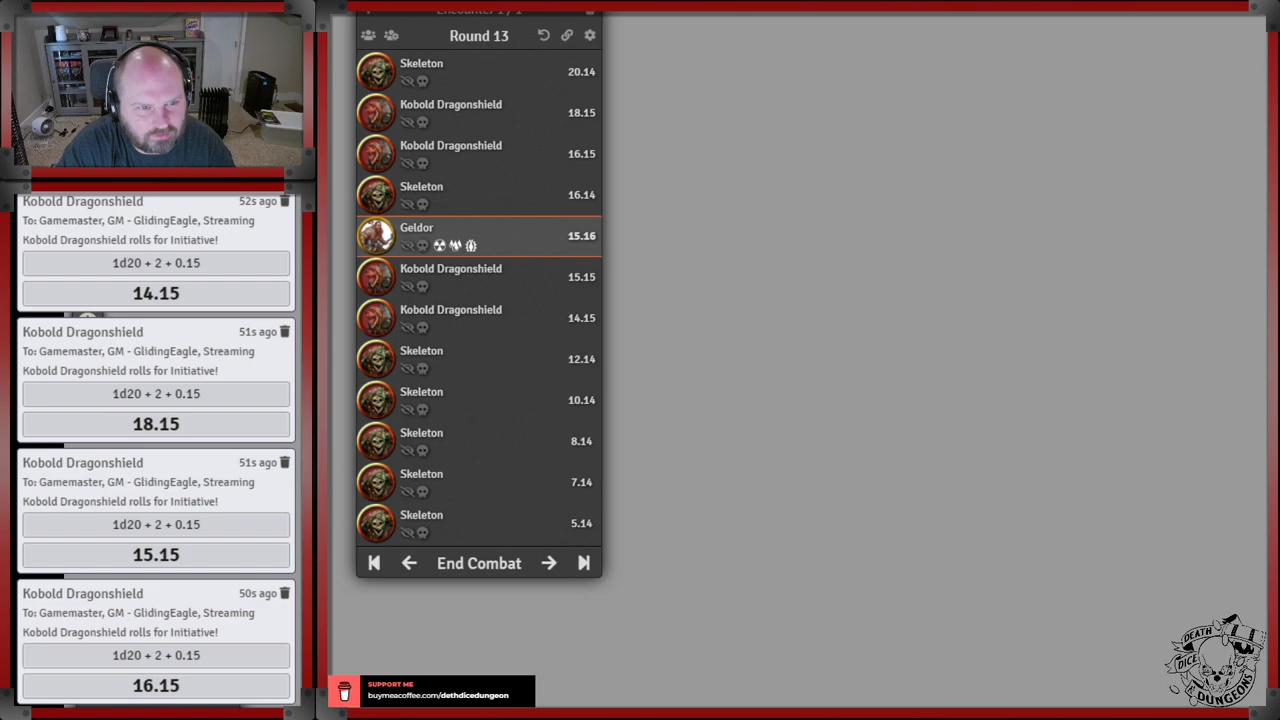 Kobold Dragonshield 52s ago
To: Gamemaster, GM - GlidingEagle, Streaming
Kobold Dragonshield rolls for Initiative!
1d20 + 2 + 0.15
14.15
Kobold Dragonshield 51s ago
To: Gamemaster, GM - GlidingEagle, Streaming
Kobold Dragonshield rolls for Initiative!
1d20 + 2 + 0.15
18.15
Kobold Dragonshield 51s ago
To: Gamemaster, GM - GlidingEagle, Streaming
Kobold Dragonshield rolls for Initiative!
1d20 + 2 + 0.15
15.15
Kobold Dragonshield 50s ago
To: Gamemaster, GM - GlidingEagle, Streaming
Kobold Dragonshield rolls for Initiative!
1d20 + 2 + 0.15
16.15
Encounter 1 / 1
Round 13
Skeleton 20.14
Kobold Dragonshield 18.15
Kobold Dragonshield 16.15
Skeleton 16.14
Geldor 15.16
Kobold Dragonshield 15.15
Kobold Dragonshield 14.15
Skeleton 12.14
Skeleton 10.14
Skeleton 8.14
Skeleton 7.14
Skeleton 5.14
End Combat
SUPPORT ME
buymeacoffee.com/dethdicedungeon
DEATH
DICE
DUNGEONS